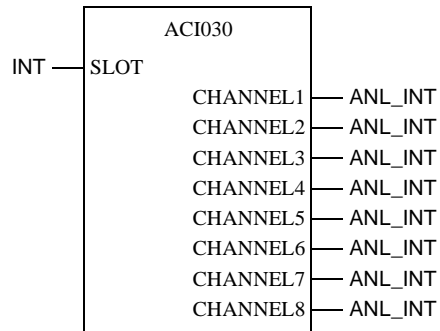 ACI030
INT SLOT
CHANNEL1 ANL_INT
CHANNEL2 ANL_INT
CHANNEL3 ANL_INT
CHANNEL4 ANL_INT
CHANNEL5 ANL_INT
CHANNEL6 ANL_INT
CHANNEL7 ANL_INT
CHANNEL8 ANL_INT